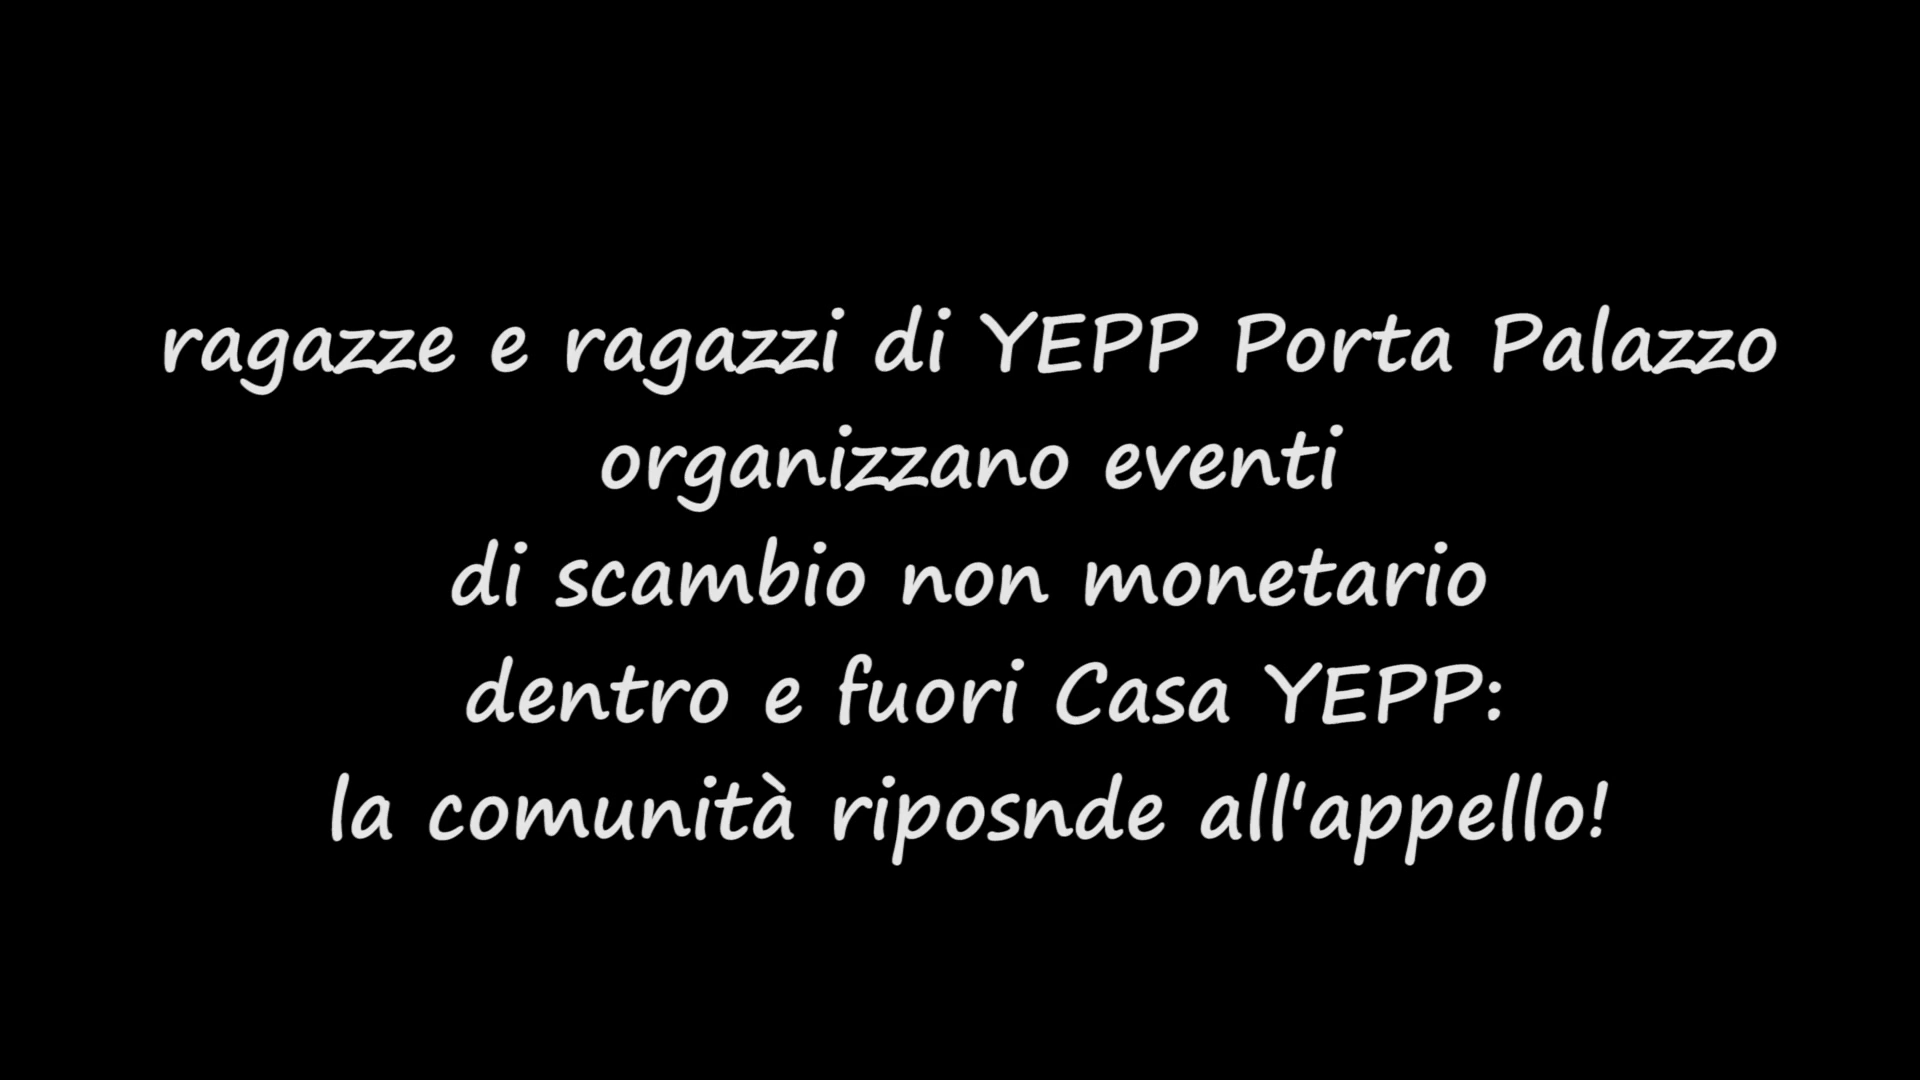 ragazze e ragazzi di YEPP Porta Palazzo
organizzano eventi
di scambio non monetario
dentro e fuori Casa YEPP:
la comunità riposnde all'appello!